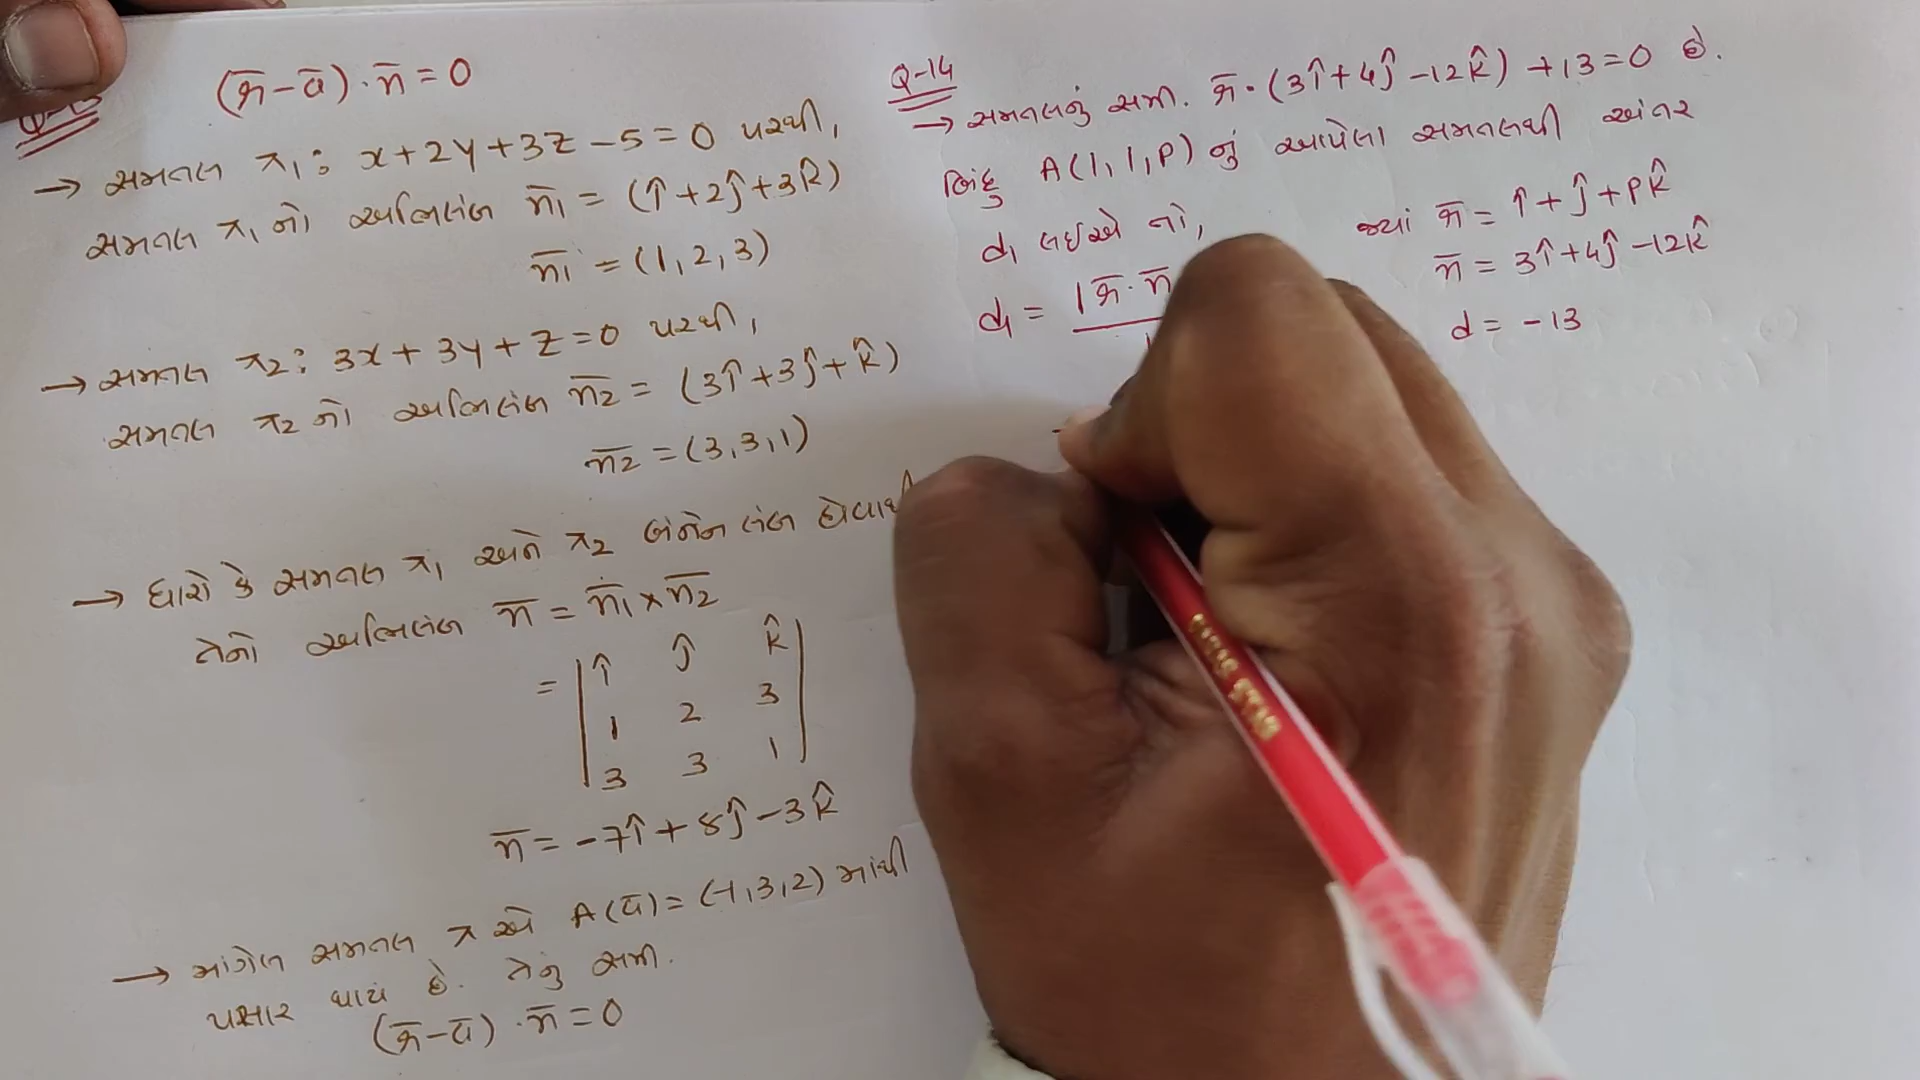 (r̄-ā)·n̄=0
→ સમતલ π₁: x+2y+3z-5=0 પરથી,
સમતલ π₁ નો અભિલંબ n̄₁ = (î+2ĵ+3k̂)
n̄₁ = (1,2,3)
→ સમતલ π₂: 3x+3y+z=0 પરથી,
સમતલ π₂ નો અભિલંબ n̄₂ = (3î+3ĵ+k̂)
n̄₂ = (3,3,1)
→ ધારો કે સમતલ π₁ અને π₂ બંનેને લંબ હોવાથી
તેનો અભિલંબ n̄ = n̄₁×n̄₂
= | î ĵ k̂ |
1 2 3
3 3 1
n̄ = -7î+8ĵ-3k̂
→ માંગેલ સમતલ π એ A(ā)=(-1,3,2) માંથી
પસાર થાય છે. તેનું સમી.
(r̄-ā)·n̄=0
Q-14
→ સમતલનું સમી. r̄·(3î+4ĵ-12k̂)+13=0 છે.
બિંદુ A(1,1,P) નું આપેલા સમતલથી અંતર
d₁ લઈએ તો,
d₁ = |r̄·n̄
જ્યાં r̄ = î+ĵ+pk̂
n̄ = 3î+4ĵ-12k̂
d = -13